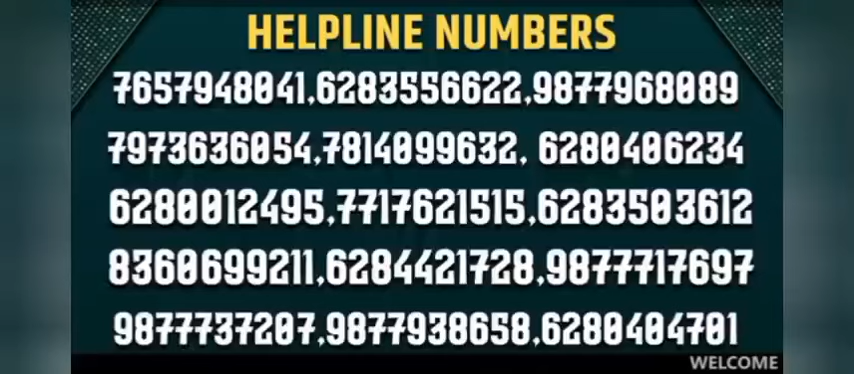 HELPLINE NUMBERS
7657948041,6283556622,9877968089
7973636054,7814099632, 6280406234
6280012495,7717621515,6283503612
8360699211,6284421728,9877717697
9877737207,9877938658,6280404701
WELCOME